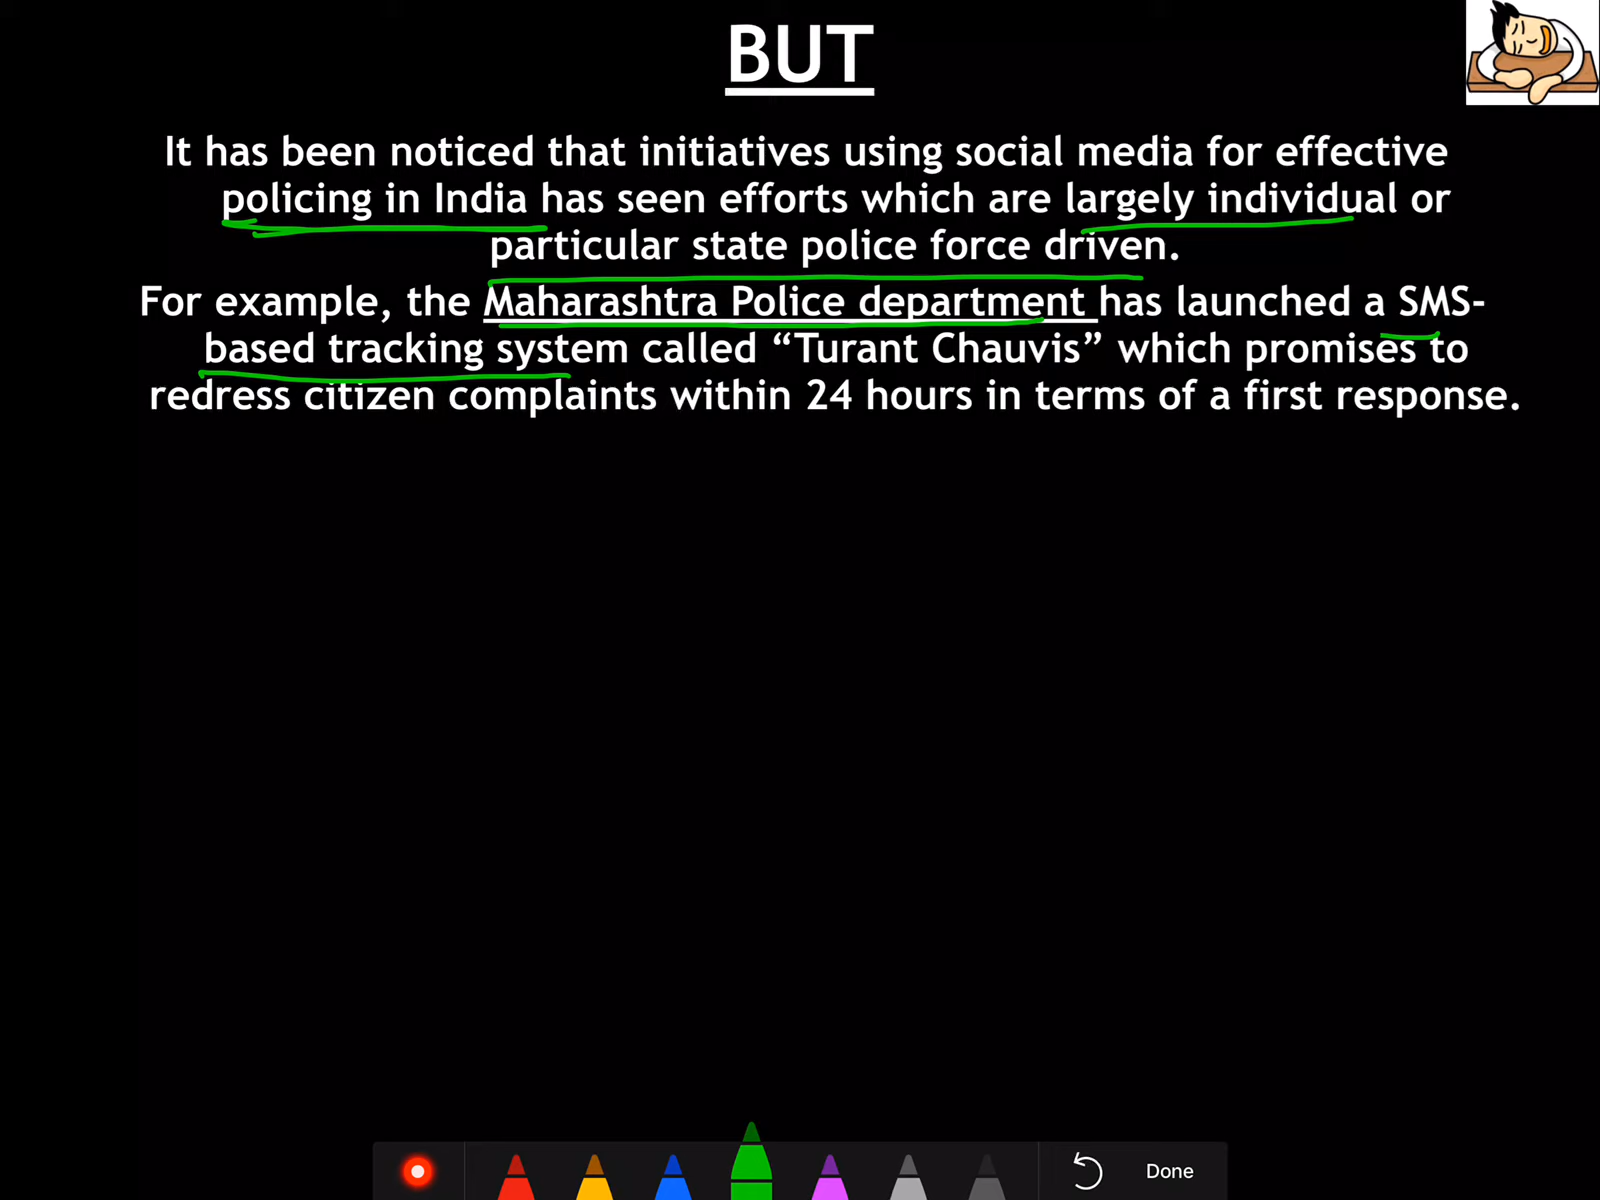 BUT
It has been noticed that initiatives using social media for effective
policing in India has seen efforts which are largely individual or
particular state police force driven.
For example, the Maharashtra Police department has launched a SMS-
based tracking system called “Turant Chauvis” which promises to
redress citizen complaints within 24 hours in terms of a first response.
Done